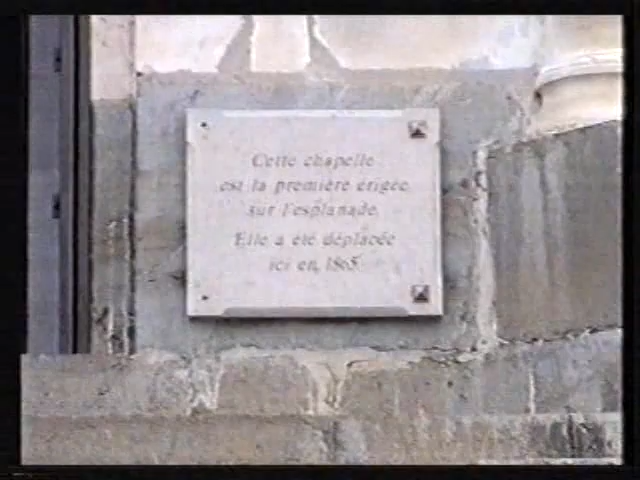 Cette chapelle
est la première érigée
sur l'esplanade
Elle a été déplacée
ici en 1865